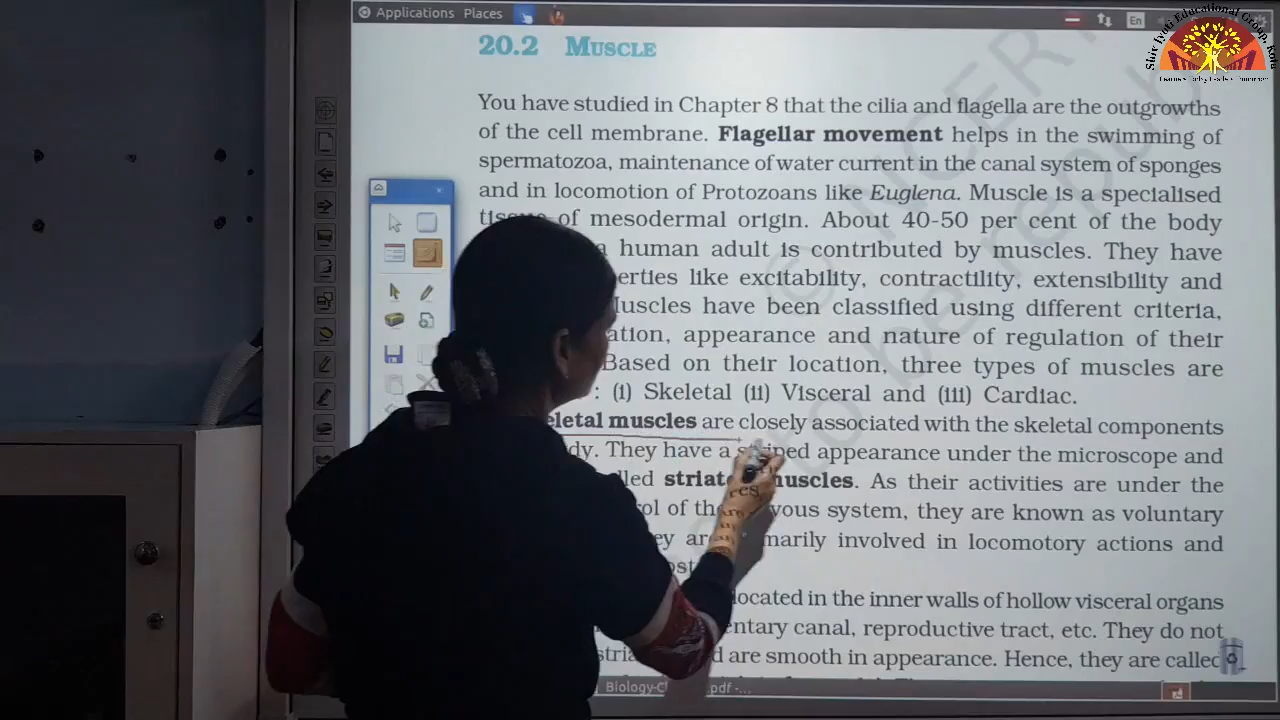 Applications Places
En
Shiv Jyoti Educational Group, Kota
20.2 MUSCLE
You have studied in Chapter 8 that the cilia and flagella are the outgrowths
of the cell membrane. Flagellar movement helps in the swimming of
spermatozoa, maintenance of water current in the canal system of sponges
and in locomotion of Protozoans like Euglena. Muscle is a specialised
of mesodermal origin. About 40-50 per cent of the body
a human adult is contributed by muscles. They have
erties like excitability, contractility, extensibility and
Muscles have been classified using different criteria,
ation, appearance and nature of regulation of their
Based on their location, three types of muscles are
: (i) Skeletal (ii) Visceral and (iii) Cardiac.
eletal muscles are closely associated with the skeletal components
dy. They have a striped appearance under the microscope and
lled muscles. As their activities are under the
rol of the system, they are known as voluntary
ey involved in locomotory actions and
located in the inner walls of hollow visceral organs
entary canal, reproductive tract, etc. They do not
are smooth in appearance. Hence, they are called
© NCERT
Biology-C .pdf -...